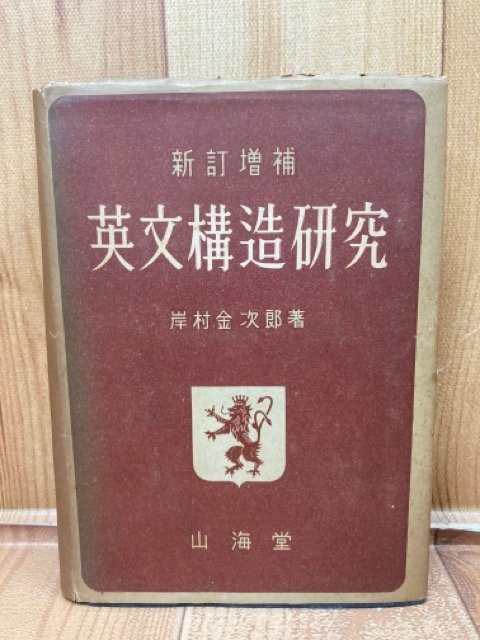 新訂増補
英文構造研究
岸村金次郎著
山海堂